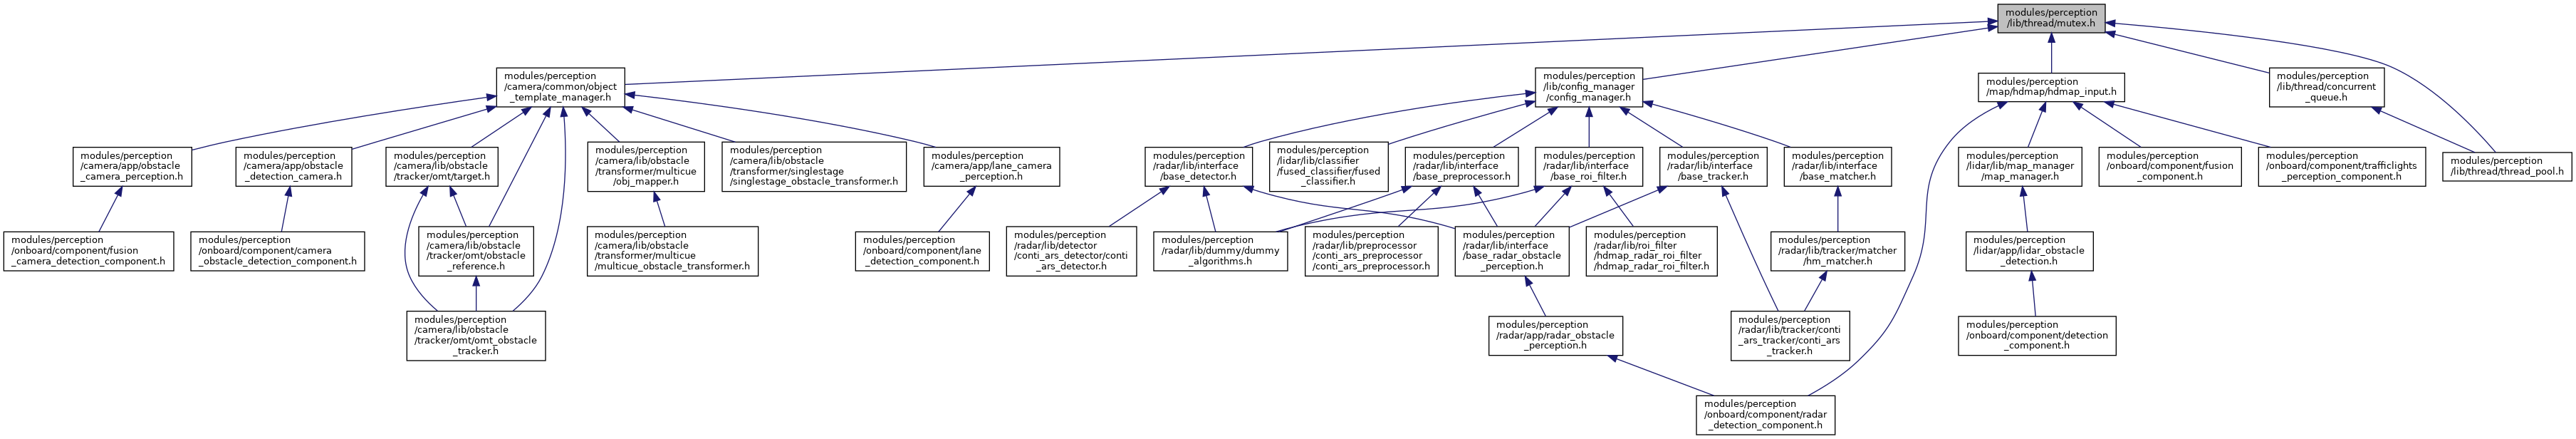 modules/perception
/lib/thread/mutex.h
modules/perception
/camera/common/object
_template_manager.h
modules/perception
/lib/config_manager
/config_manager.h
modules/perception
/map/hdmap/hdmap_input.h
modules/perception
/lib/thread/concurrent
_queue.h
modules/perception
/camera/app/obstacle
_camera_perception.h
modules/perception
/camera/app/obstacle
_detection_camera.h
modules/perception
/camera/lib/obstacle
/tracker/omt/target.h
modules/perception
/camera/lib/obstacle
/transformer/multicue
/obj_mapper.h
modules/perception
/camera/lib/obstacle
/transformer/singlestage
/singlestage_obstacle_transformer.h
modules/perception
/camera/app/lane_camera
_perception.h
modules/perception
/radar/lib/interface
/base_detector.h
modules/perception
/lidar/lib/classifier
/fused_classifier/fused
_classifier.h
modules/perception
/radar/lib/interface
/base_preprocessor.h
modules/perception
/radar/lib/interface
/base_roi_filter.h
modules/perception
/radar/lib/interface
/base_tracker.h
modules/perception
/radar/lib/interface
/base_matcher.h
modules/perception
/lidar/lib/map_manager
/map_manager.h
modules/perception
/onboard/component/fusion
_component.h
modules/perception
/onboard/component/trafficlights
_perception_component.h
modules/perception
/lib/thread/thread_pool.h
modules/perception
/onboard/component/fusion
_camera_detection_component.h
modules/perception
/onboard/component/camera
_obstacle_detection_component.h
modules/perception
/camera/lib/obstacle
/tracker/omt/obstacle
_reference.h
modules/perception
/camera/lib/obstacle
/transformer/multicue
/multicue_obstacle_transformer.h
modules/perception
/onboard/component/lane
_detection_component.h
modules/perception
/radar/lib/detector
/conti_ars_detector/conti
_ars_detector.h
modules/perception
/radar/lib/dummy/dummy
_algorithms.h
modules/perception
/radar/lib/preprocessor
/conti_ars_preprocessor
/conti_ars_preprocessor.h
modules/perception
/radar/lib/interface
/base_radar_obstacle
_perception.h
modules/perception
/radar/lib/roi_filter
/hdmap_radar_roi_filter
/hdmap_radar_roi_filter.h
modules/perception
/radar/lib/tracker/matcher
/hm_matcher.h
modules/perception
/lidar/app/lidar_obstacle
_detection.h
modules/perception
/camera/lib/obstacle
/tracker/omt/omt_obstacle
_tracker.h
modules/perception
/radar/app/radar_obstacle
_perception.h
modules/perception
/radar/lib/tracker/conti
_ars_tracker/conti_ars
_tracker.h
modules/perception
/onboard/component/detection
_component.h
modules/perception
/onboard/component/radar
_detection_component.h